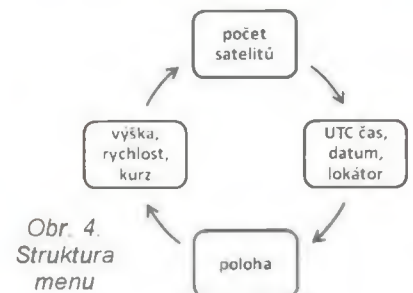 počet
satelitů
výška,
rychlost,
kurz
UTC čas,
datum,
lokátor
poloha
Obr. 4.
Struktura
menu